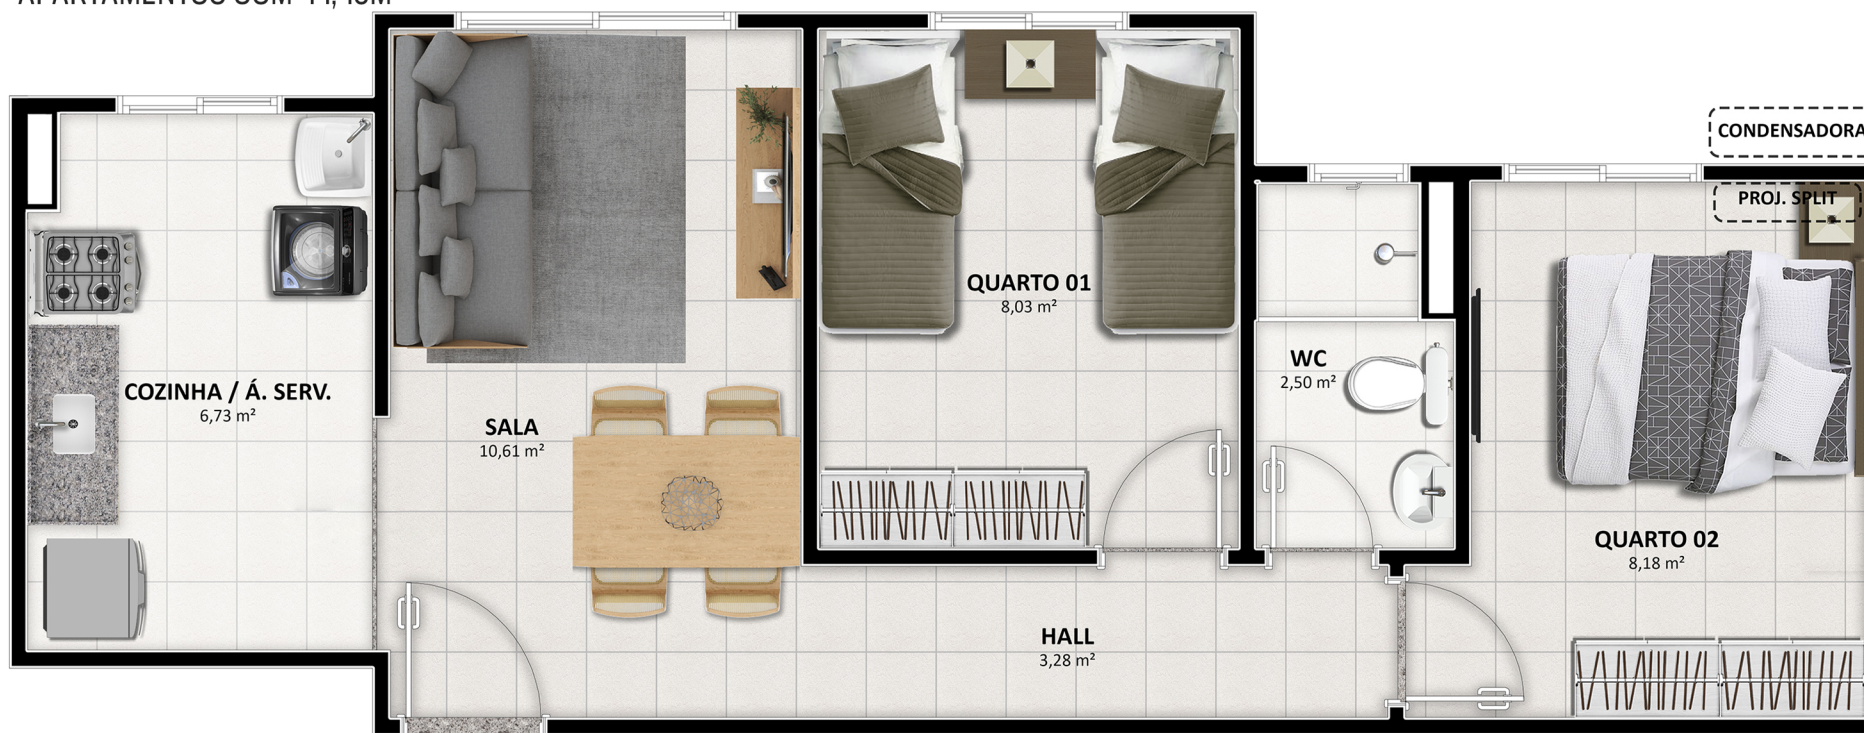 CONDENSADORA
PROJ. SPLIT
QUARTO 01
8,03 m²
WC
2,50 m²
COZINHA / Á. SERV.
6,73 m²
SALA
10,61 m²
QUARTO 02
8,18 m²
HALL
3,28 m²